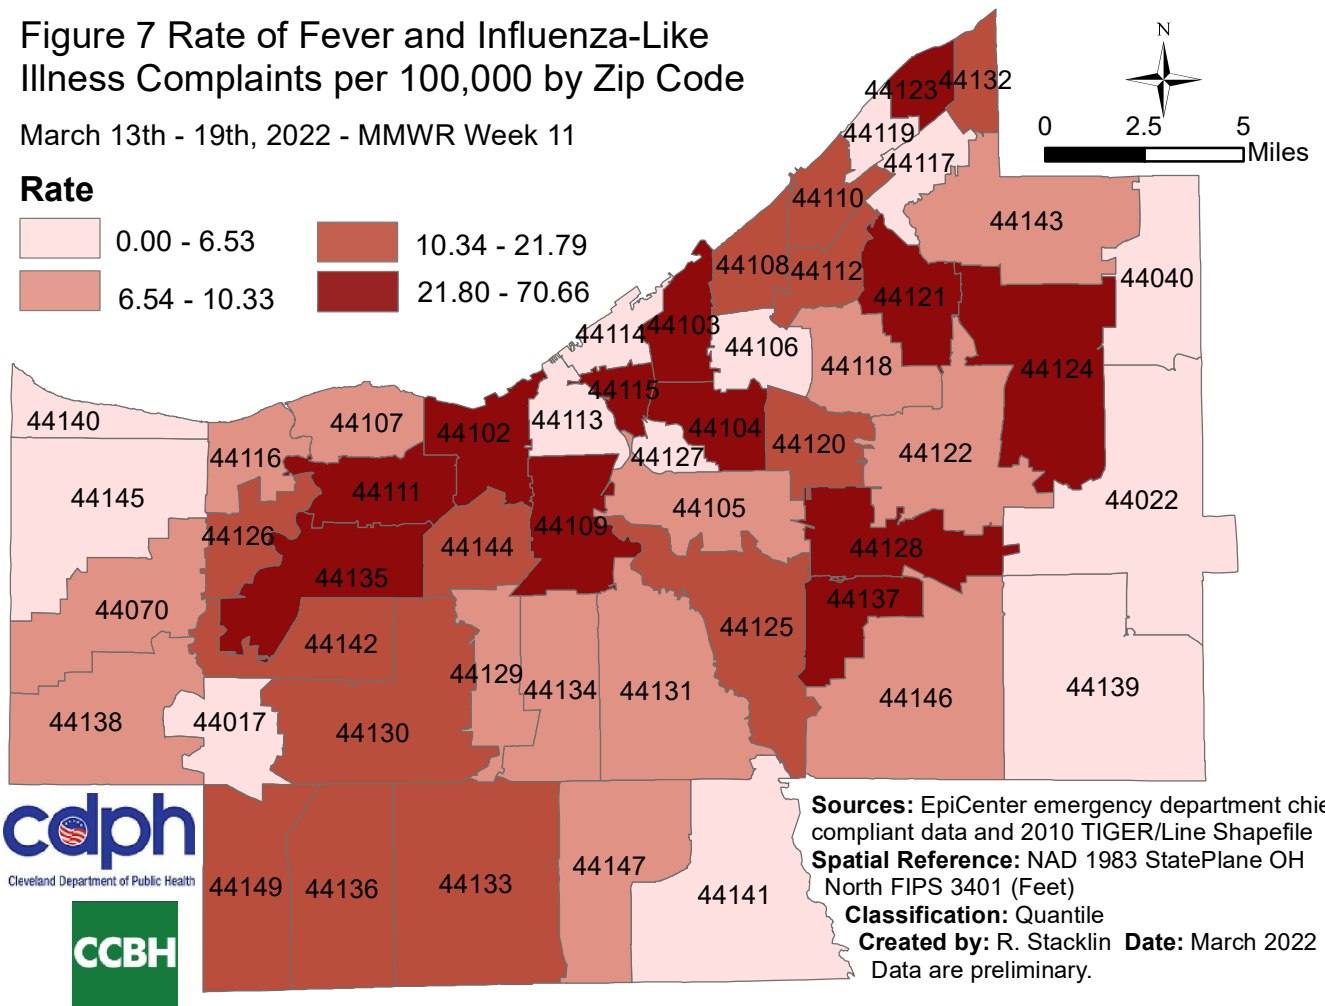 Figure 7 Rate of Fever and Influenza-Like
Illness Complaints per 100,000 by Zip Code
March 13th - 19th, 2022 - MMWR Week 11
Rate
0.00 - 6.53
10.34 - 21.79
6.54 - 10.33
21.80 - 70.66
N
0 2.5 5
Miles
44132
44123
44119
44117
44110
44143
44108
44112
44040
44121
44114
44103
44106
44118
44124
44115
44140
44107
44113
44102
44104
44120
44122
44116
44127
44111
44145
44022
44105
44109
44126
44144
44128
44135
44137
44070
44125
44142
44129
44134
44131
44139
44146
44138
44017
44130
44147
44149
44136
44133
44141
cdph
Cleveland Department of Public Health
CCBH
Sources: EpiCenter emergency department chie
compliant data and 2010 TIGER/Line Shapefile
Spatial Reference: NAD 1983 StatePlane OH
North FIPS 3401 (Feet)
Classification: Quantile
Created by: R. Stacklin Date: March 2022
Data are preliminary.